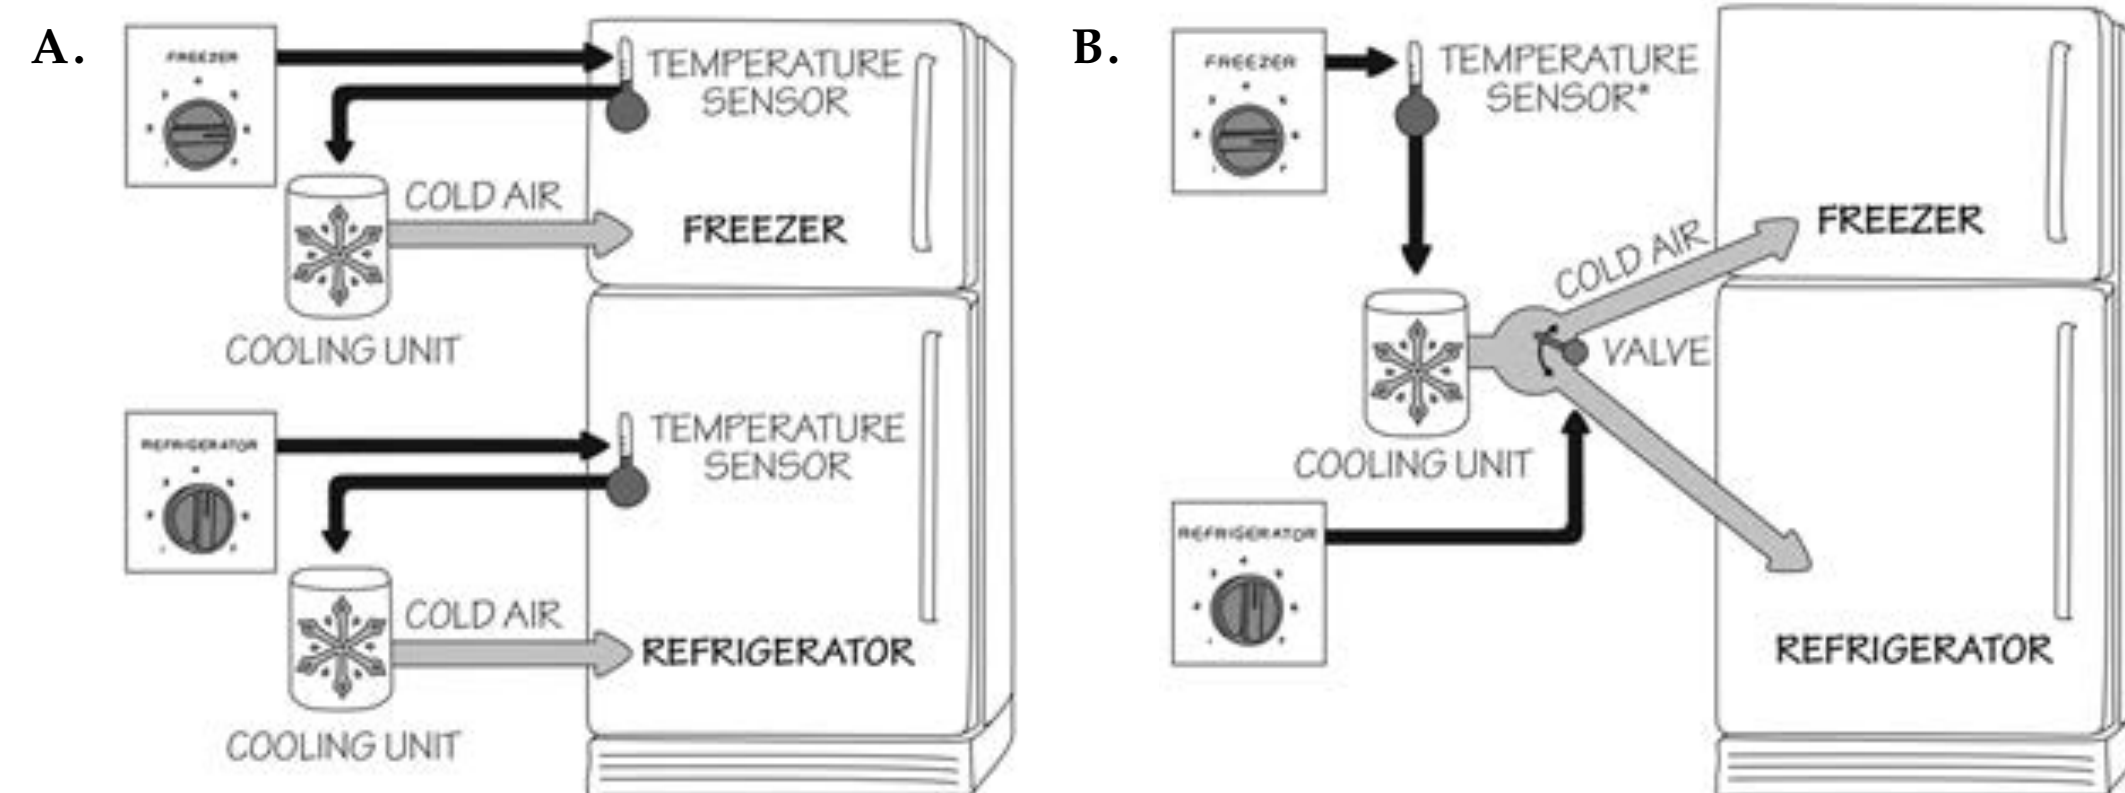 A.
FREEZER
TEMPERATURE
SENSOR
COLD AIR
FREEZER
COOLING UNIT
REFRIGERATOR
TEMPERATURE
SENSOR
COLD AIR
REFRIGERATOR
COOLING UNIT
B.
FREEZER
TEMPERATURE
SENSOR*
COLD AIR
FREEZER
VALVE
COOLING UNIT
REFRIGERATOR
REFRIGERATOR